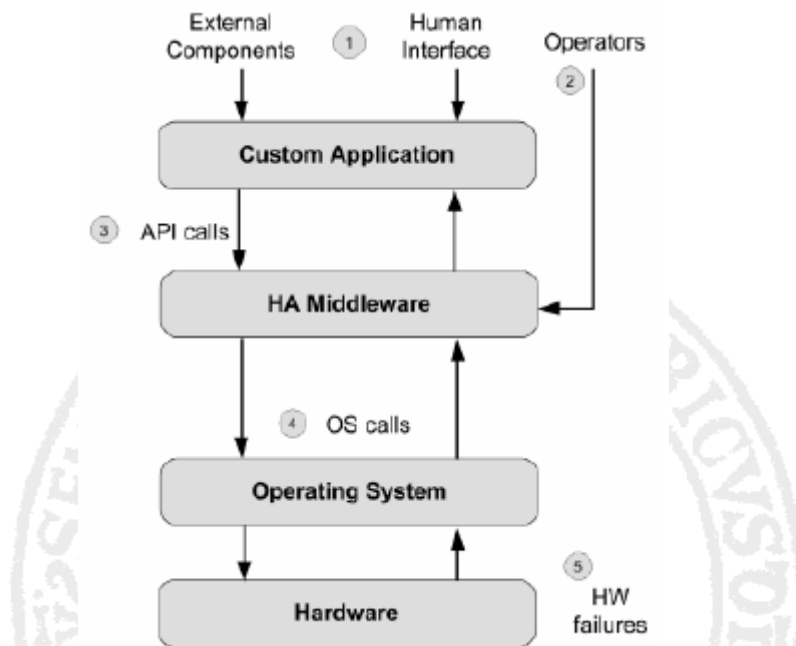 External
Components
1
Human
Interface
Operators
2
Custom Application
3 API calls
HA Middleware
4 OS calls
Operating System
5
Hardware
HW
failures